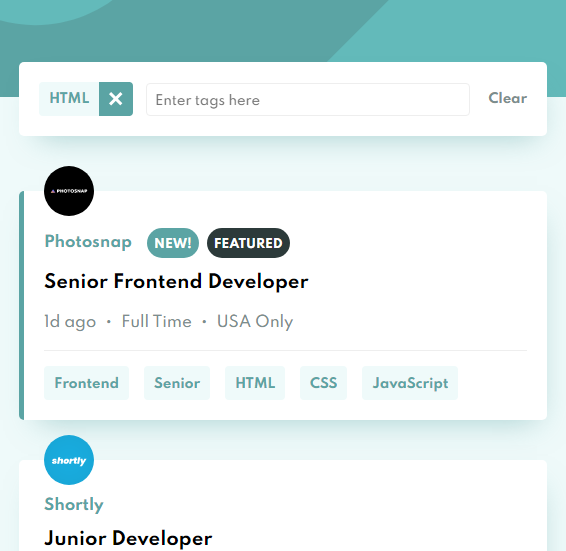 HTML ✕ Enter tags here Clear
PHOTOSNAP
Photosnap NEW! FEATURED
Senior Frontend Developer
1d ago • Full Time • USA Only
Frontend Senior HTML CSS JavaScript
shortly
Shortly
Junior Developer